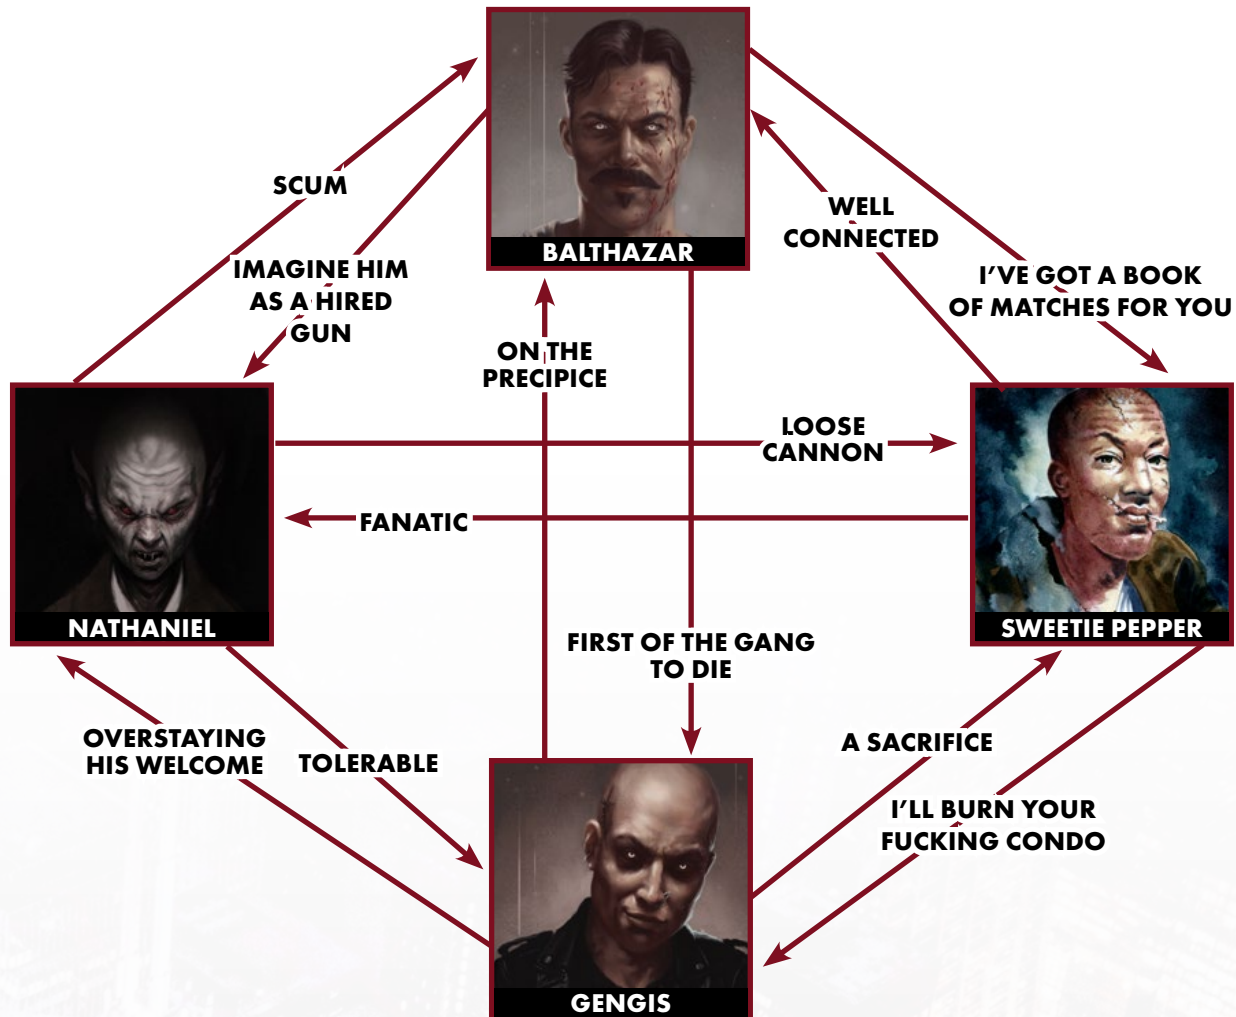 BALTHAZAR
SCUM
IMAGINE HIM
AS A HIRED
GUN
WELL
CONNECTED
I'VE GOT A BOOK
OF MATCHES FOR YOU
ON THE
PRECIPICE
LOOSE
CANNON
FANATIC
NATHANIEL
SWEETIE PEPPER
FIRST OF THE GANG
TO DIE
OVERSTAYING
HIS WELCOME
TOLERABLE
A SACRIFICE
I'LL BURN YOUR
FUCKING CONDO
GENGIS